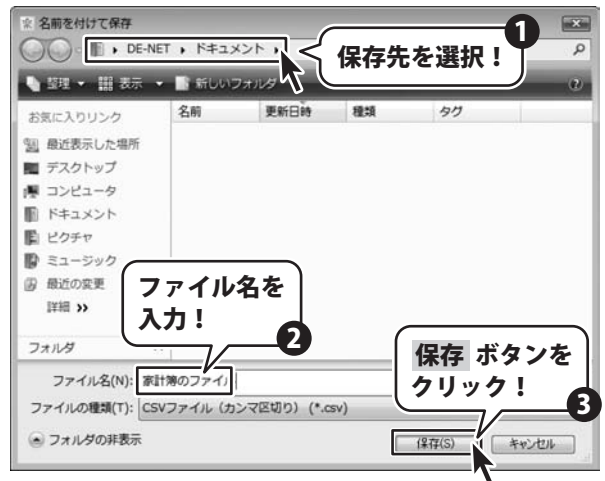 名前を付けて保存
1
DE-NET ▸ ドキュメント ▸
保存先を選択！
整理 表示 新しいフォルダ
お気に入りリンク
名前 更新日時 種類 タグ
最近表示した場所
デスクトップ
コンピュータ
ドキュメント
ピクチャ
ミュージック
最近の変更
詳細 »
ファイル名を
入力！
2
フォルダ
保存 ボタンを
クリック！
3
ファイル名(N): 家計簿のファイル
ファイルの種類(T): CSVファイル（カンマ区切り）(*.csv)
フォルダの非表示
保存(S) キャンセル